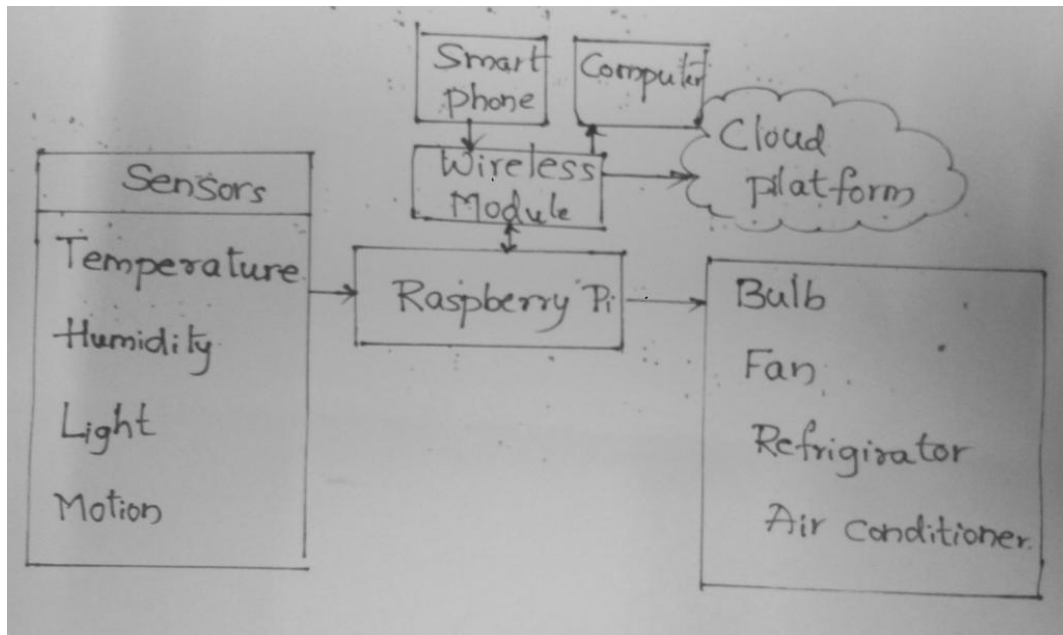 Smart
phone
Computer
Cloud
platform
Wireless
Module
Sensors
Temperature
Humidity
Light
Motion
Raspberry Pi
Bulb
Fan
Refrigirator
Air conditioner.